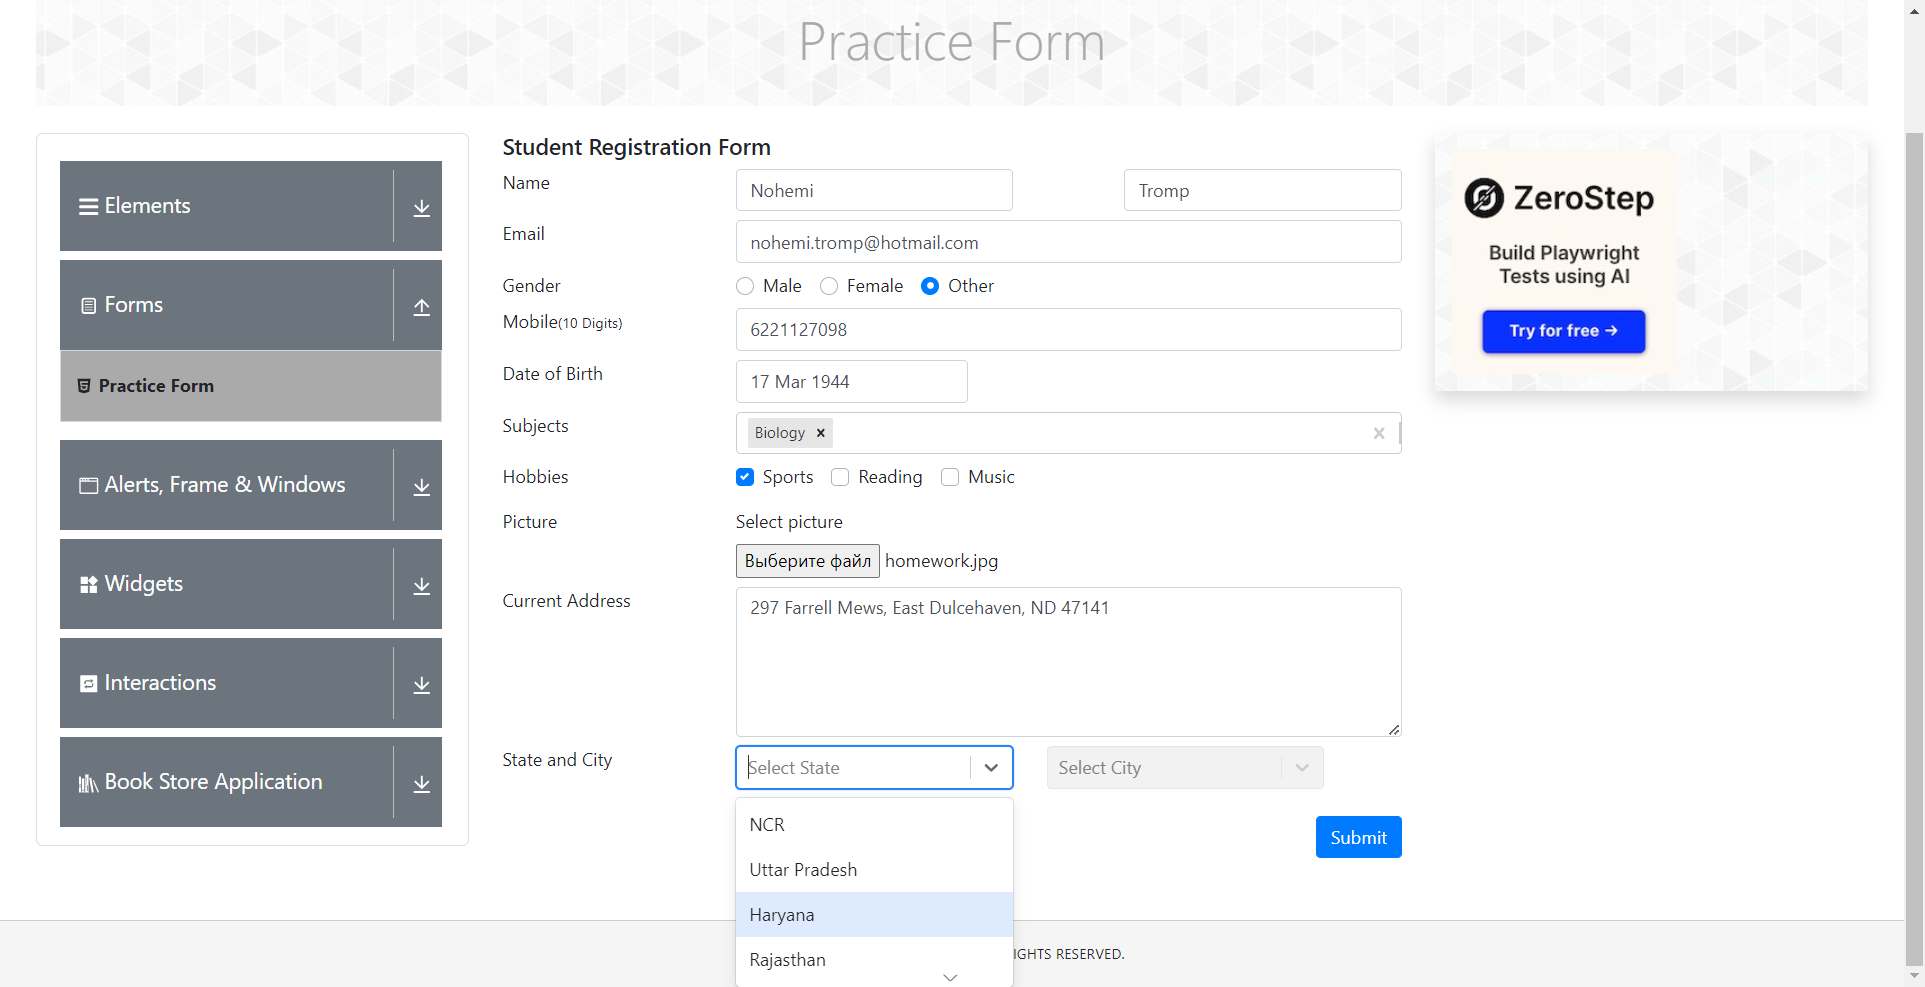 Practice Form
Elements
Forms
Practice Form
Alerts, Frame & Windows
Widgets
Interactions
Book Store Application
Student Registration Form
Name
Nohemi
Tromp
Email
nohemi.tromp@hotmail.com
Gender
Male
Female
Other
Mobile(10 Digits)
6221127098
Date of Birth
17 Mar 1944
Subjects
Biology
Hobbies
Sports
Reading
Music
Picture
Select picture
Выберите файл homework.jpg
Current Address
297 Farrell Mews, East Dulcehaven, ND 47141
State and City
Select State
Select City
NCR
Uttar Pradesh
Haryana
Rajasthan
Submit
RESERVED.
ZeroStep
Build Playwright
Tests using AI
Try for free →